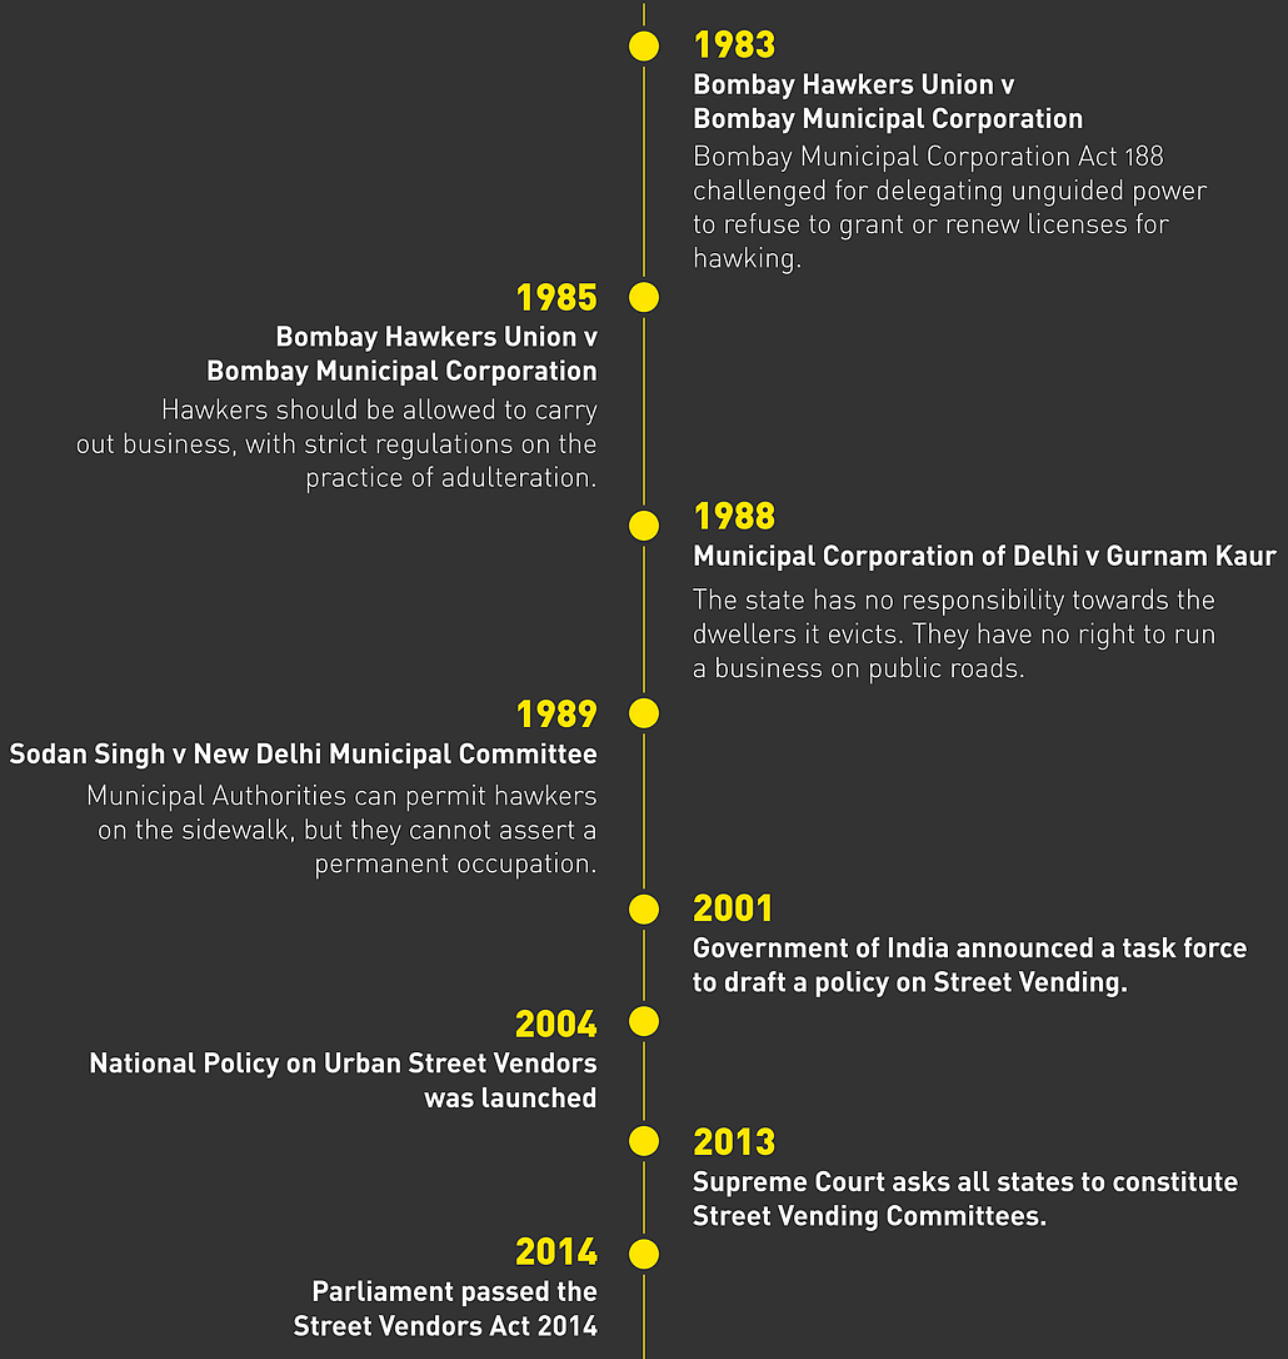 1983
Bombay Hawkers Union v
Bombay Municipal Corporation
Bombay Municipal Corporation Act 188
challenged for delegating unguided power
to refuse to grant or renew licenses for
hawking.
1985
Bombay Hawkers Union v
Bombay Municipal Corporation
Hawkers should be allowed to carry
out business, with strict regulations on the
practice of adulteration.
1988
Municipal Corporation of Delhi v Gurnam Kaur
The state has no responsibility towards the
dwellers it evicts. They have no right to run
a business on public roads.
1989
Sodan Singh v New Delhi Municipal Committee
Municipal Authorities can permit hawkers
on the sidewalk, but they cannot assert a
permanent occupation.
2001
Government of India announced a task force
to draft a policy on Street Vending.
2004
National Policy on Urban Street Vendors
was launched
2013
Supreme Court asks all states to constitute
Street Vending Committees.
2014
Parliament passed the
Street Vendors Act 2014